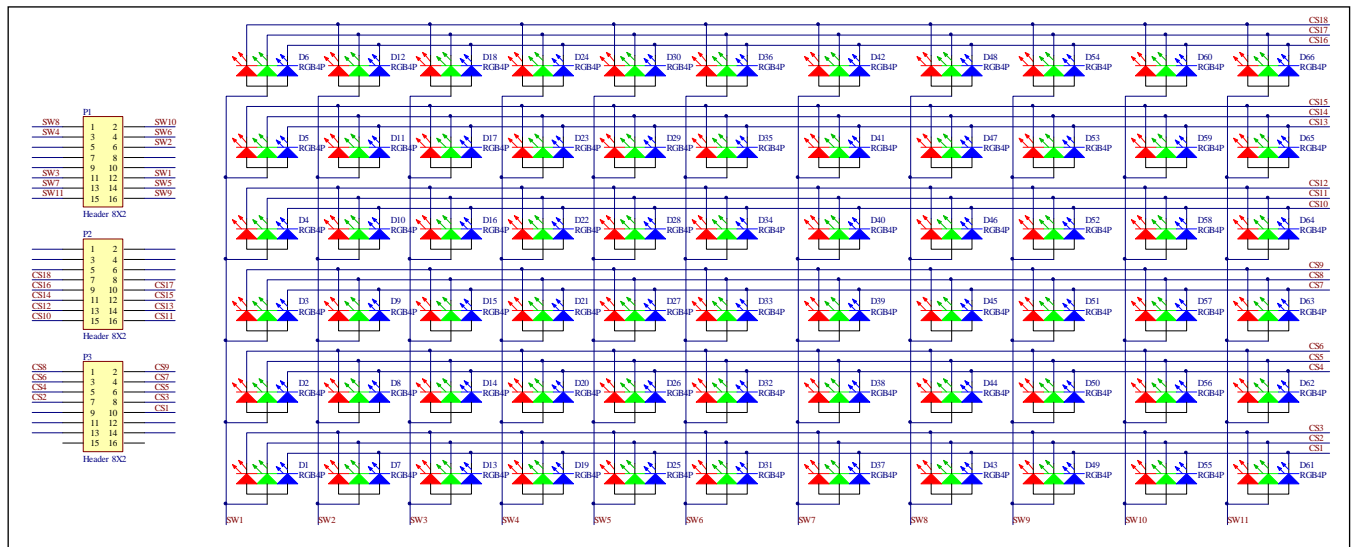 P1
SW8 1 2 SW10
SW4 3 4 SW6
5 6 SW2
7 8
9 10
SW3 11 12 SW1
SW7 13 14 SW5
SW11 15 16 SW9
Header 8X2
P2
1 2
3 4
5 6
CS18 7 8
CS16 9 10 CS17
CS14 11 12 CS15
CS12 13 14 CS13
CS10 15 16 CS11
Header 8X2
P3
CS8 1 2 CS9
CS6 3 4 CS7
CS4 5 6 CS5
CS2 7 8 CS3
9 10 CS1
11 12
13 14
15 16
Header 8X2
CS18
CS17
CS16
D6 D12 D18 D24 D30 D36 D42 D48 D54 D60 D66
RGB4P RGB4P RGB4P RGB4P RGB4P RGB4P RGB4P RGB4P RGB4P RGB4P RGB4P
CS15
CS14
CS13
D5 D11 D17 D23 D29 D35 D41 D47 D53 D59 D65
RGB4P RGB4P RGB4P RGB4P RGB4P RGB4P RGB4P RGB4P RGB4P RGB4P RGB4P
CS12
CS11
CS10
D4 D10 D16 D22 D28 D34 D40 D46 D52 D58 D64
RGB4P RGB4P RGB4P RGB4P RGB4P RGB4P RGB4P RGB4P RGB4P RGB4P RGB4P
CS9
CS8
CS7
D3 D9 D15 D21 D27 D33 D39 D45 D51 D57 D63
RGB4P RGB4P RGB4P RGB4P RGB4P RGB4P RGB4P RGB4P RGB4P RGB4P RGB4P
CS6
CS5
CS4
D2 D8 D14 D20 D26 D32 D38 D44 D50 D56 D62
RGB4P RGB4P RGB4P RGB4P RGB4P RGB4P RGB4P RGB4P RGB4P RGB4P RGB4P
CS3
CS2
CS1
D1 D7 D13 D19 D25 D31 D37 D43 D49 D55 D61
RGB4P RGB4P RGB4P RGB4P RGB4P RGB4P RGB4P RGB4P RGB4P RGB4P RGB4P
SW1 SW2 SW3 SW4 SW5 SW6 SW7 SW8 SW9 SW10 SW11